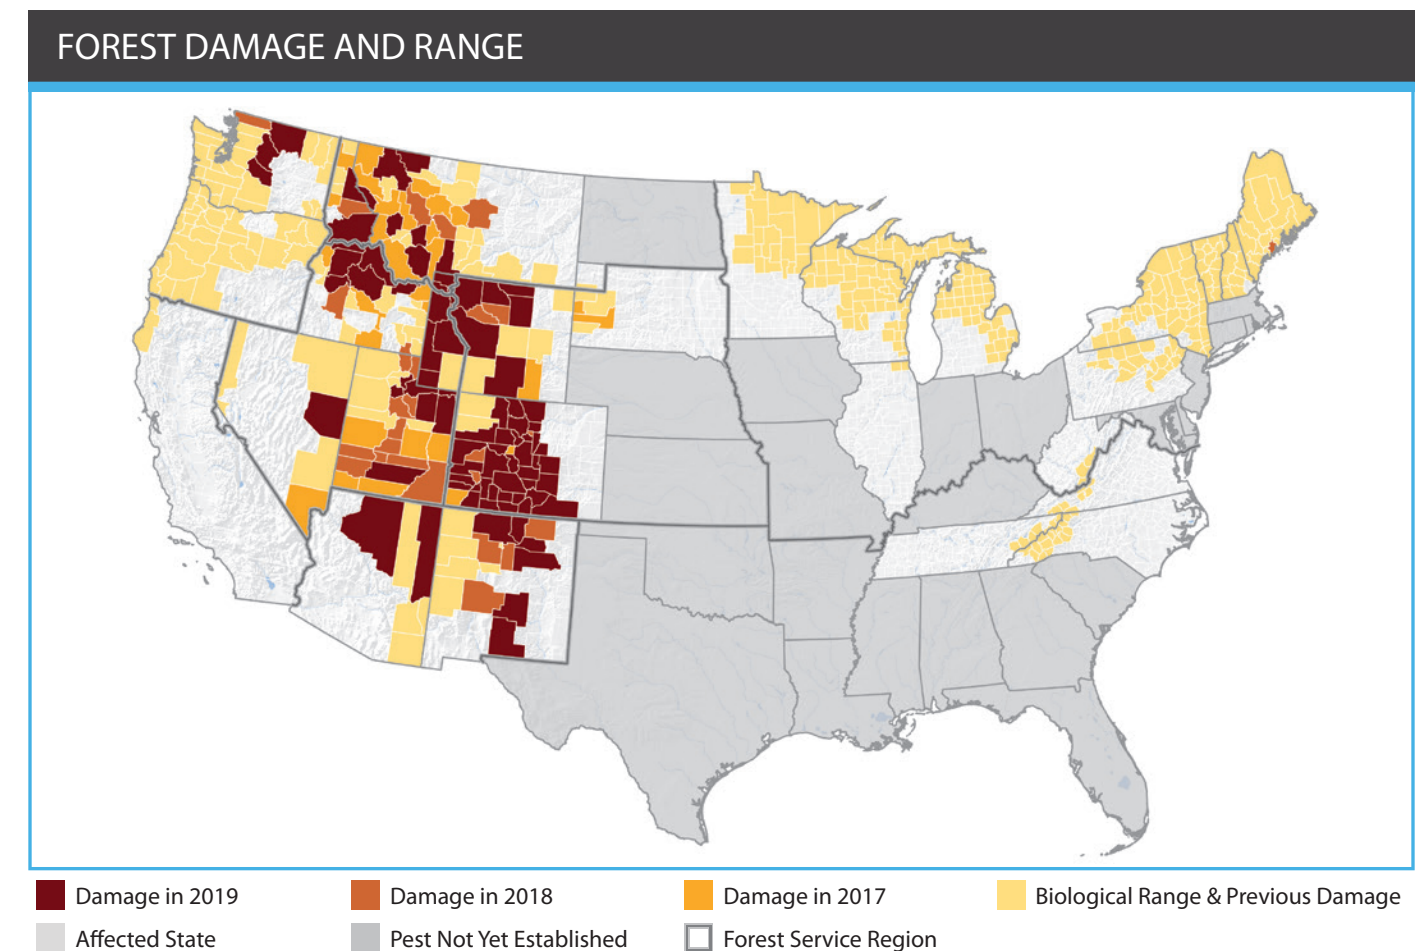 FOREST DAMAGE AND RANGE
Damage in 2019
Damage in 2018
Damage in 2017
Biological Range & Previous Damage
Affected State
Pest Not Yet Established
Forest Service Region